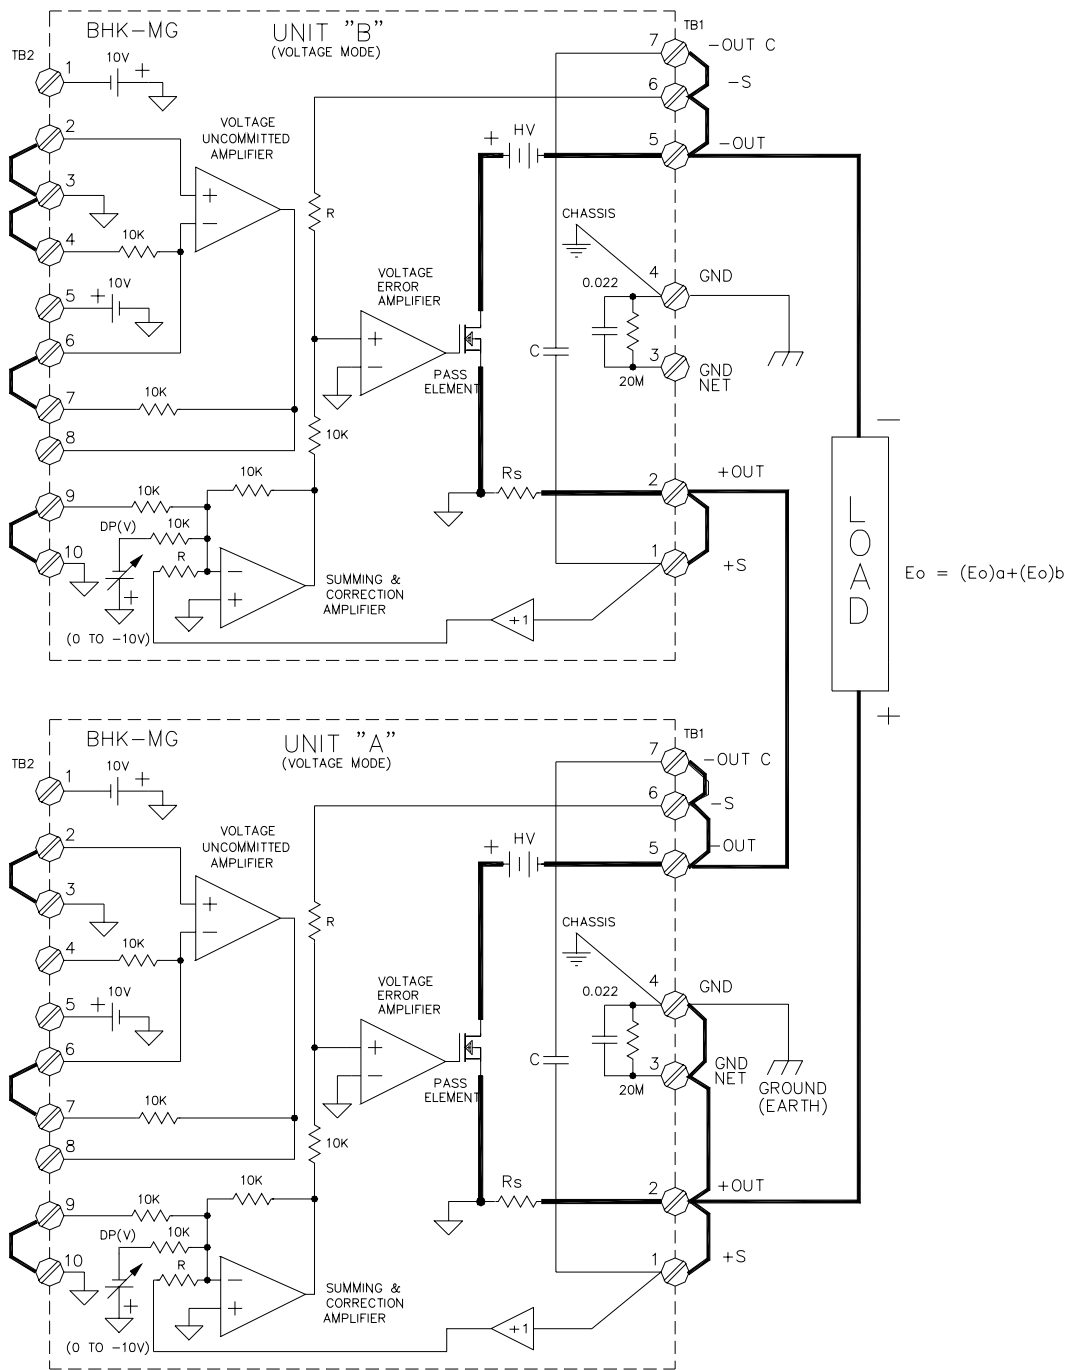 BHK-MG
UNIT "B"
(VOLTAGE MODE)
TB2
TB1
1
10V
+
2
3
4
10K
5
+
10V
6
7
10K
8
9
10K
10
VOLTAGE
UNCOMMITTED
AMPLIFIER
+
−
R
VOLTAGE
ERROR
AMPLIFIER
+
−
PASS
ELEMENT
10K
10K
DP(V)
10K
R
+
(0 TO −10V)
−
+
SUMMING &
CORRECTION
AMPLIFIER
+1
+
HV
C
Rs
CHASSIS
0.022
20M
7
−OUT C
6
−S
5
−OUT
4
GND
3
GND
NET
2
+OUT
1
+S
−
LOAD
+
Eo = (Eo)a+(Eo)b
BHK-MG
UNIT "A"
(VOLTAGE MODE)
TB2
TB1
1
10V
+
2
3
4
10K
5
+
10V
6
7
10K
8
9
10K
10
VOLTAGE
UNCOMMITTED
AMPLIFIER
+
−
R
VOLTAGE
ERROR
AMPLIFIER
+
−
PASS
ELEMENT
10K
10K
DP(V)
10K
R
+
(0 TO −10V)
−
+
SUMMING &
CORRECTION
AMPLIFIER
+1
+
HV
C
Rs
CHASSIS
0.022
20M
7
−OUT C
6
−S
5
−OUT
4
GND
3
GND
NET
GROUND
(EARTH)
2
+OUT
1
+S